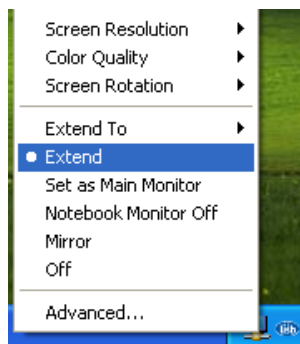 Screen Resolution
Color Quality
Screen Rotation
Extend To
Extend
Set as Main Monitor
Notebook Monitor Off
Mirror
Off
Advanced...